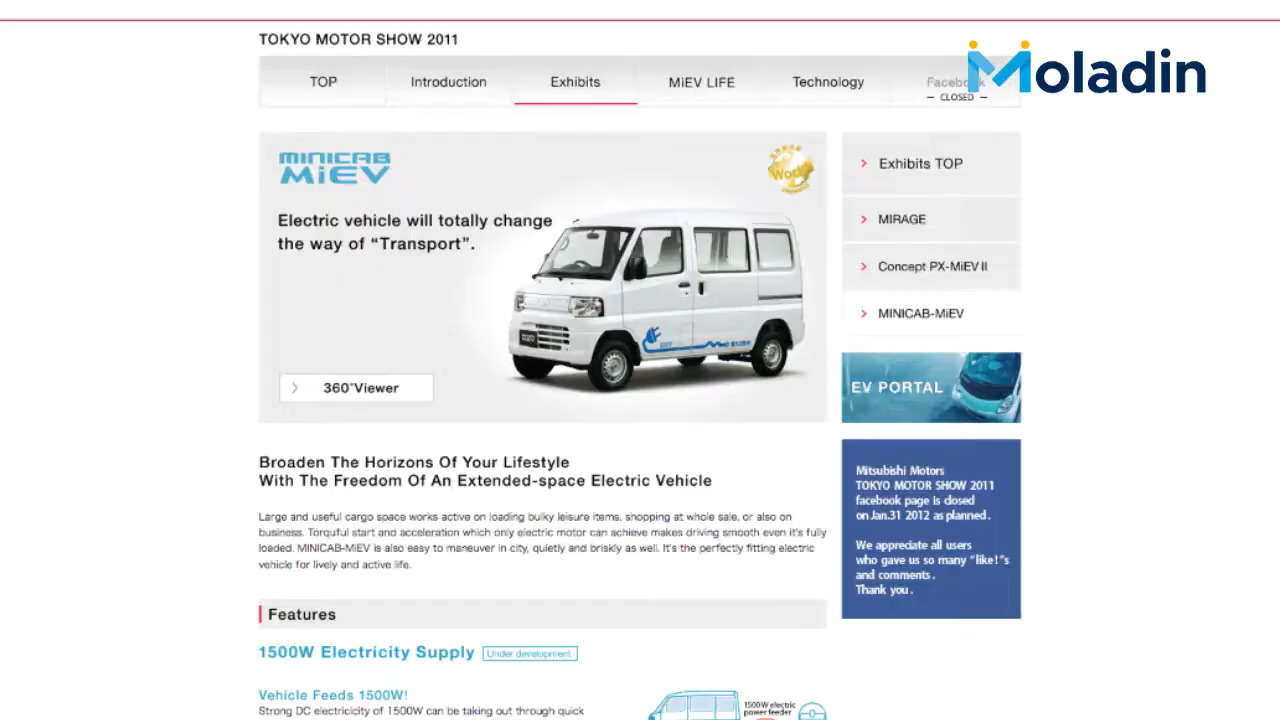 TOKYO MOTOR SHOW 2011
Moladin
TOP
Introduction
Exhibits
MiEV LIFE
Technology
Facebook
— CLOSED —
MINICAB
MiEV
World
Electric vehicle will totally change
the way of “Transport”.
360°Viewer
Exhibits TOP
MIRAGE
Concept PX-MiEV II
MINICAB-MiEV
EV PORTAL
Broaden The Horizons Of Your Lifestyle
With The Freedom Of An Extended-space Electric Vehicle
Large and useful cargo space works active on loading bulky leisure items, shopping at whole sale, or also on
business. Torquful start and acceleration which only electric motor can achieve makes driving smooth even it's fully
loaded. MINICAB-MiEV is also easy to maneuver in city, quietly and briskly as well. It's the perfectly fitting electric
vehicle for lively and active life.
Mitsubishi Motors
TOKYO MOTOR SHOW 2011
facebook page is closed
on Jan.31 2012 as planned.
We appreciate all users
who gave us so many “like!”s
and comments.
Thank you.
Features
1500W Electricity Supply
Under development
Vehicle Feeds 1500W!
Strong DC electricicity of 1500W can be taking out through quick
1500W electric
power feeder